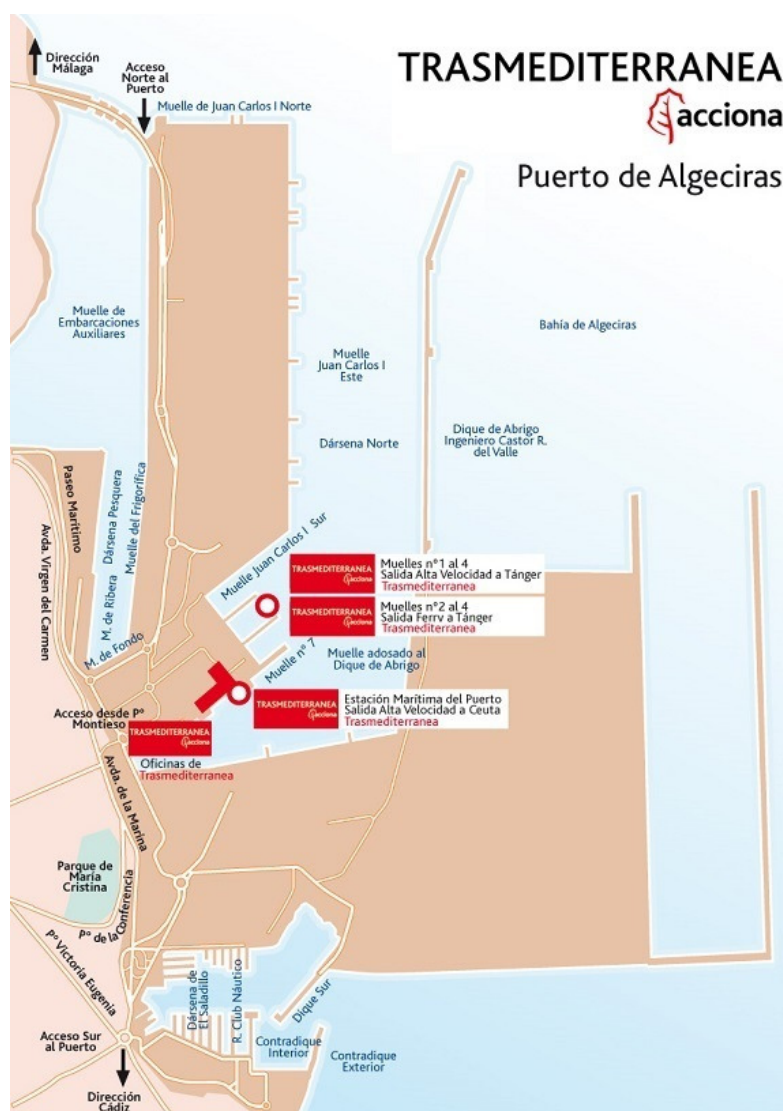 TRASMEDITERRANEA
acciona
Puerto de Algeciras
Dirección
Málaga
Acceso
Norte al
Puerto
Muelle de Juan Carlos I Norte
Muelle de
Embarcaciones
Auxiliares
Bahía de Algeciras
Muelle
Juan Carlos I
Este
Dársena Norte
Dique de Abrigo
Ingeniero Castor R.
del Valle
Paseo Marítimo
Avda. Virgen del Carmen
M. de Ribera
Dársena Pesquera
Muelle del Frigorífica
Muelle Juan Carlos I Sur
TRASMEDITERRANEA
acciona
Muelles nº1 al 4
Salida Alta Velocidad a Tánger
Trasmediterranea
TRASMEDITERRANEA
acciona
Muelles nº2 al 4
Salida Ferry a Tánger
Trasmediterranea
M. de Fondo
Muelle nº 7
Muelle adosado al
Dique de Abrigo
TRASMEDITERRANEA
acciona
Estación Marítima del Puerto
Salida Alta Velocidad a Ceuta
Trasmediterranea
Acceso desde Pº
Montieso
TRASMEDITERRANEA
acciona
Oficinas de
Trasmediterranea
Avda. de la Marina
Parque de
María
Cristina
Pº de la Conferencia
Pº Victoria Eugenia
Dársena de
El Saladillo
R. Club Náutico
Dique Sur
Acceso Sur
al Puerto
Contradique
Interior
Contradique
Exterior
Dirección
Cádiz